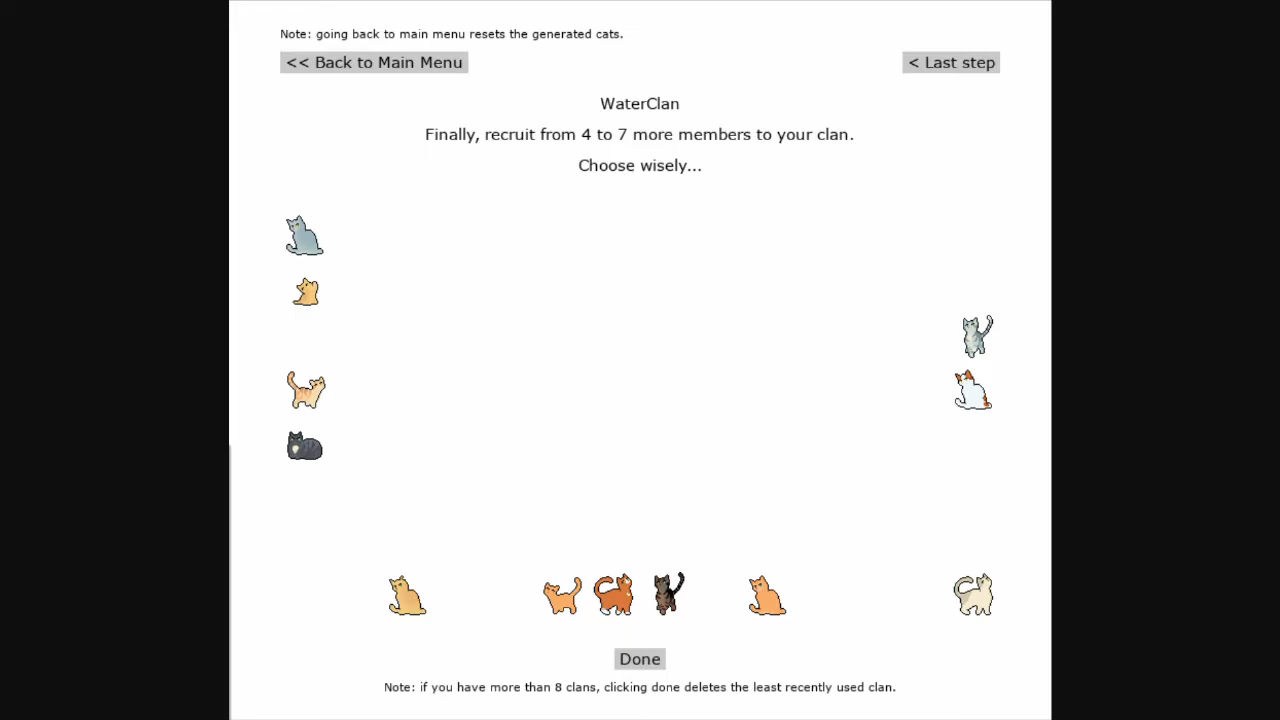 Note: going back to main menu resets the generated cats.
<< Back to Main Menu
< Last step
WaterClan
Finally, recruit from 4 to 7 more members to your clan.
Choose wisely...
Done
Note: if you have more than 8 clans, clicking done deletes the least recently used clan.